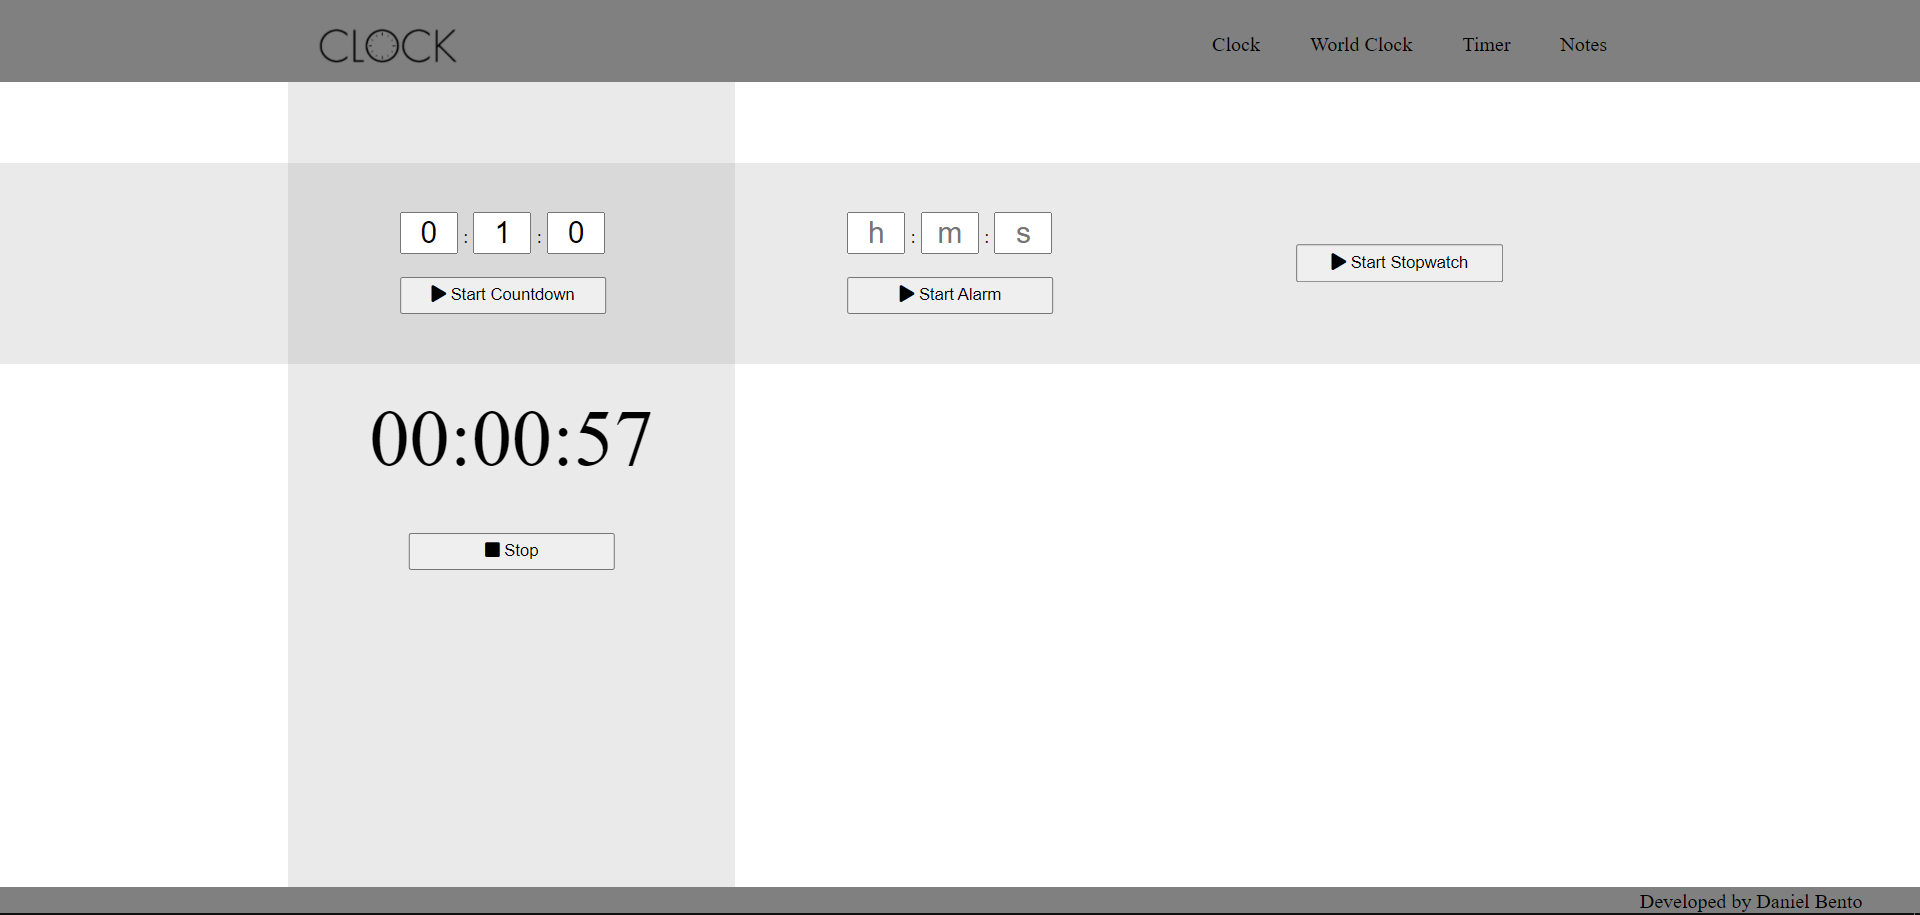 CLOCK
Clock World Clock Timer Notes
0 : 1 : 0
h : m : s
Start Countdown
Start Alarm
Start Stopwatch
00:00:57
Stop
Developed by Daniel Bento